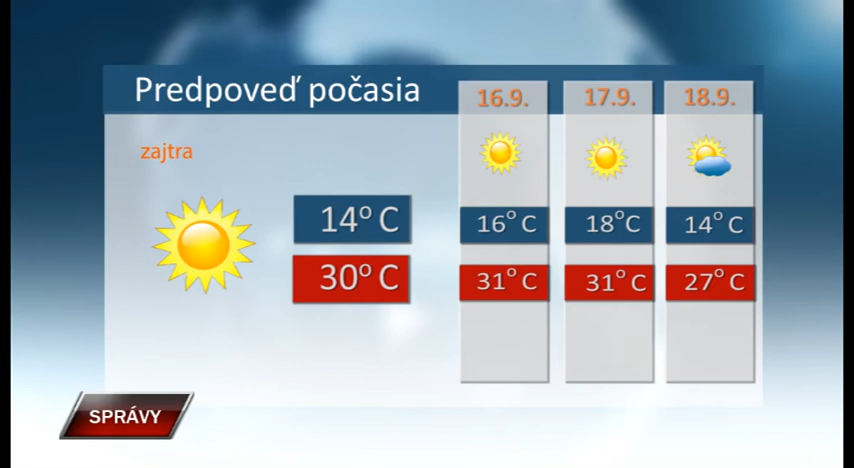 Predpoveď počasia
zajtra
14° C
30° C
16.9.
16° C
31° C
17.9.
18°C
31° C
18.9.
14° C
27° C
SPRÁVY